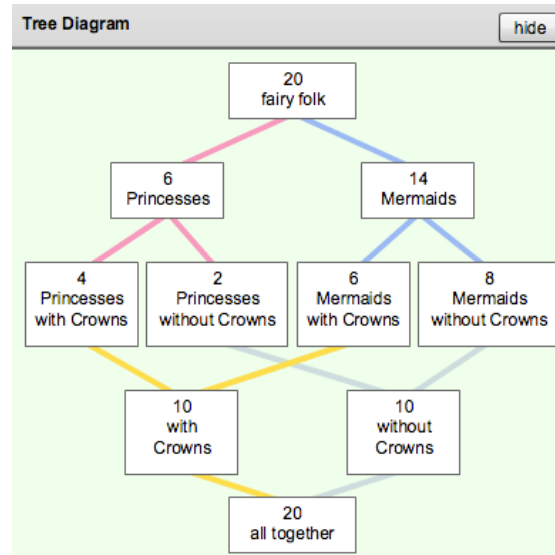 Tree Diagram
hide
20
fairy folk
6
Princesses
14
Mermaids
4
Princesses
with Crowns
2
Princesses
without Crowns
6
Mermaids
with Crowns
8
Mermaids
without Crowns
10
with
Crowns
10
without
Crowns
20
all together